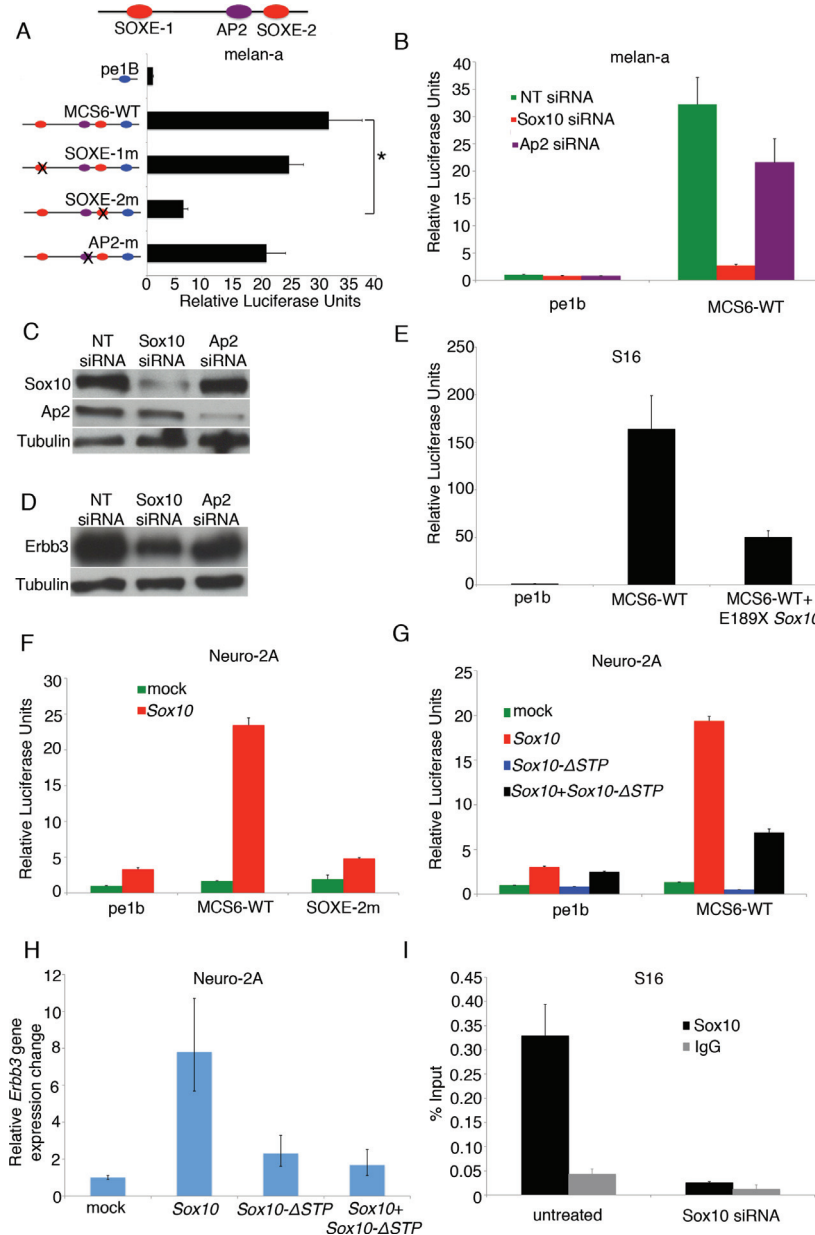 A
SOXE-1 AP2 SOXE-2
melan-a
pe1B
MCS6-WT
SOXE-1m
X
SOXE-2m
X
AP2-m
X
*
0 5 10 15 20 25 30 35 40
Relative Luciferase Units
B
melan-a
Relative Luciferase Units
40
35
30
25
20
15
10
5
0
NT siRNA
Sox10 siRNA
Ap2 siRNA
pe1b MCS6-WT
C
NT siRNA Sox10 siRNA Ap2 siRNA
Sox10
Ap2
Tubulin
D
NT siRNA Sox10 siRNA Ap2 siRNA
Erbb3
Tubulin
E
S16
Relative Luciferase Units
250
200
150
100
50
0
pe1b MCS6-WT MCS6-WT+
E189X Sox10
F
Neuro-2A
Relative Luciferase Units
30
25
20
15
10
5
0
mock
Sox10
pe1b MCS6-WT SOXE-2m
G
Neuro-2A
Relative Luciferase Units
25
20
15
10
5
0
mock
Sox10
Sox10-ΔSTP
Sox10+Sox10-ΔSTP
pe1b MCS6-WT
H
Neuro-2A
Relative Erbb3 gene
expression change
12
10
8
6
4
2
0
mock Sox10 Sox10-ΔSTP Sox10+
Sox10-ΔSTP
I
S16
% Input
0.45
0.40
0.35
0.30
0.25
0.20
0.15
0.10
0.05
0
Sox10
IgG
untreated Sox10 siRNA